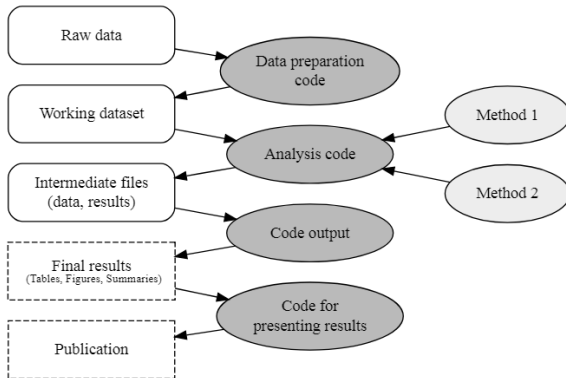 Raw data
Data preparation
code
Working dataset
Method 1
Analysis code
Intermediate files
(data, results)
Method 2
Code output
Final results
(Tables, Figures, Summaries)
Code for
presenting results
Publication